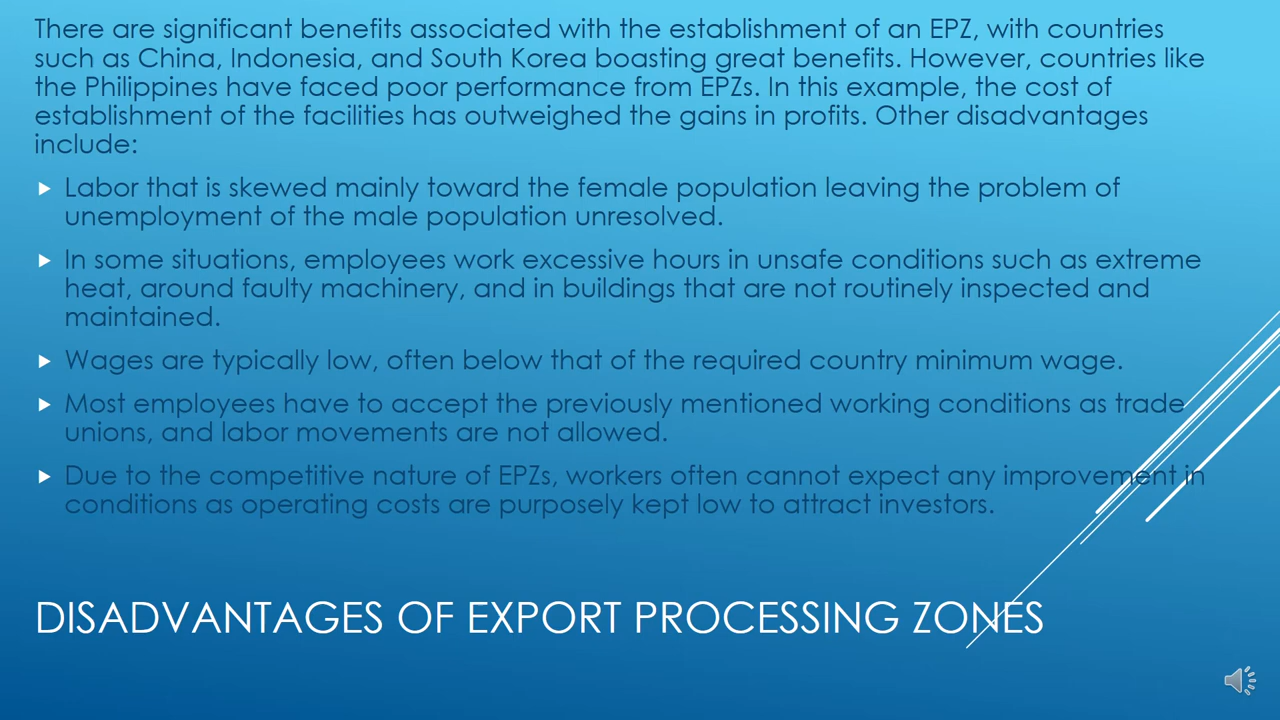 There are significant benefits associated with the establishment of an EPZ, with countries
such as China, Indonesia, and South Korea boasting great benefits. However, countries like
the Philippines have faced poor performance from EPZs. In this example, the cost of
establishment of the facilities has outweighed the gains in profits. Other disadvantages
include:
Labor that is skewed mainly toward the female population leaving the problem of
unemployment of the male population unresolved.
In some situations, employees work excessive hours in unsafe conditions such as extreme
heat, around faulty machinery, and in buildings that are not routinely inspected and
maintained.
Wages are typically low, often below that of the required country minimum wage.
Most employees have to accept the previously mentioned working conditions as trade
unions, and labor movements are not allowed.
Due to the competitive nature of EPZs, workers often cannot expect any improvement in
conditions as operating costs are purposely kept low to attract investors.
DISADVANTAGES OF EXPORT PROCESSING ZONES